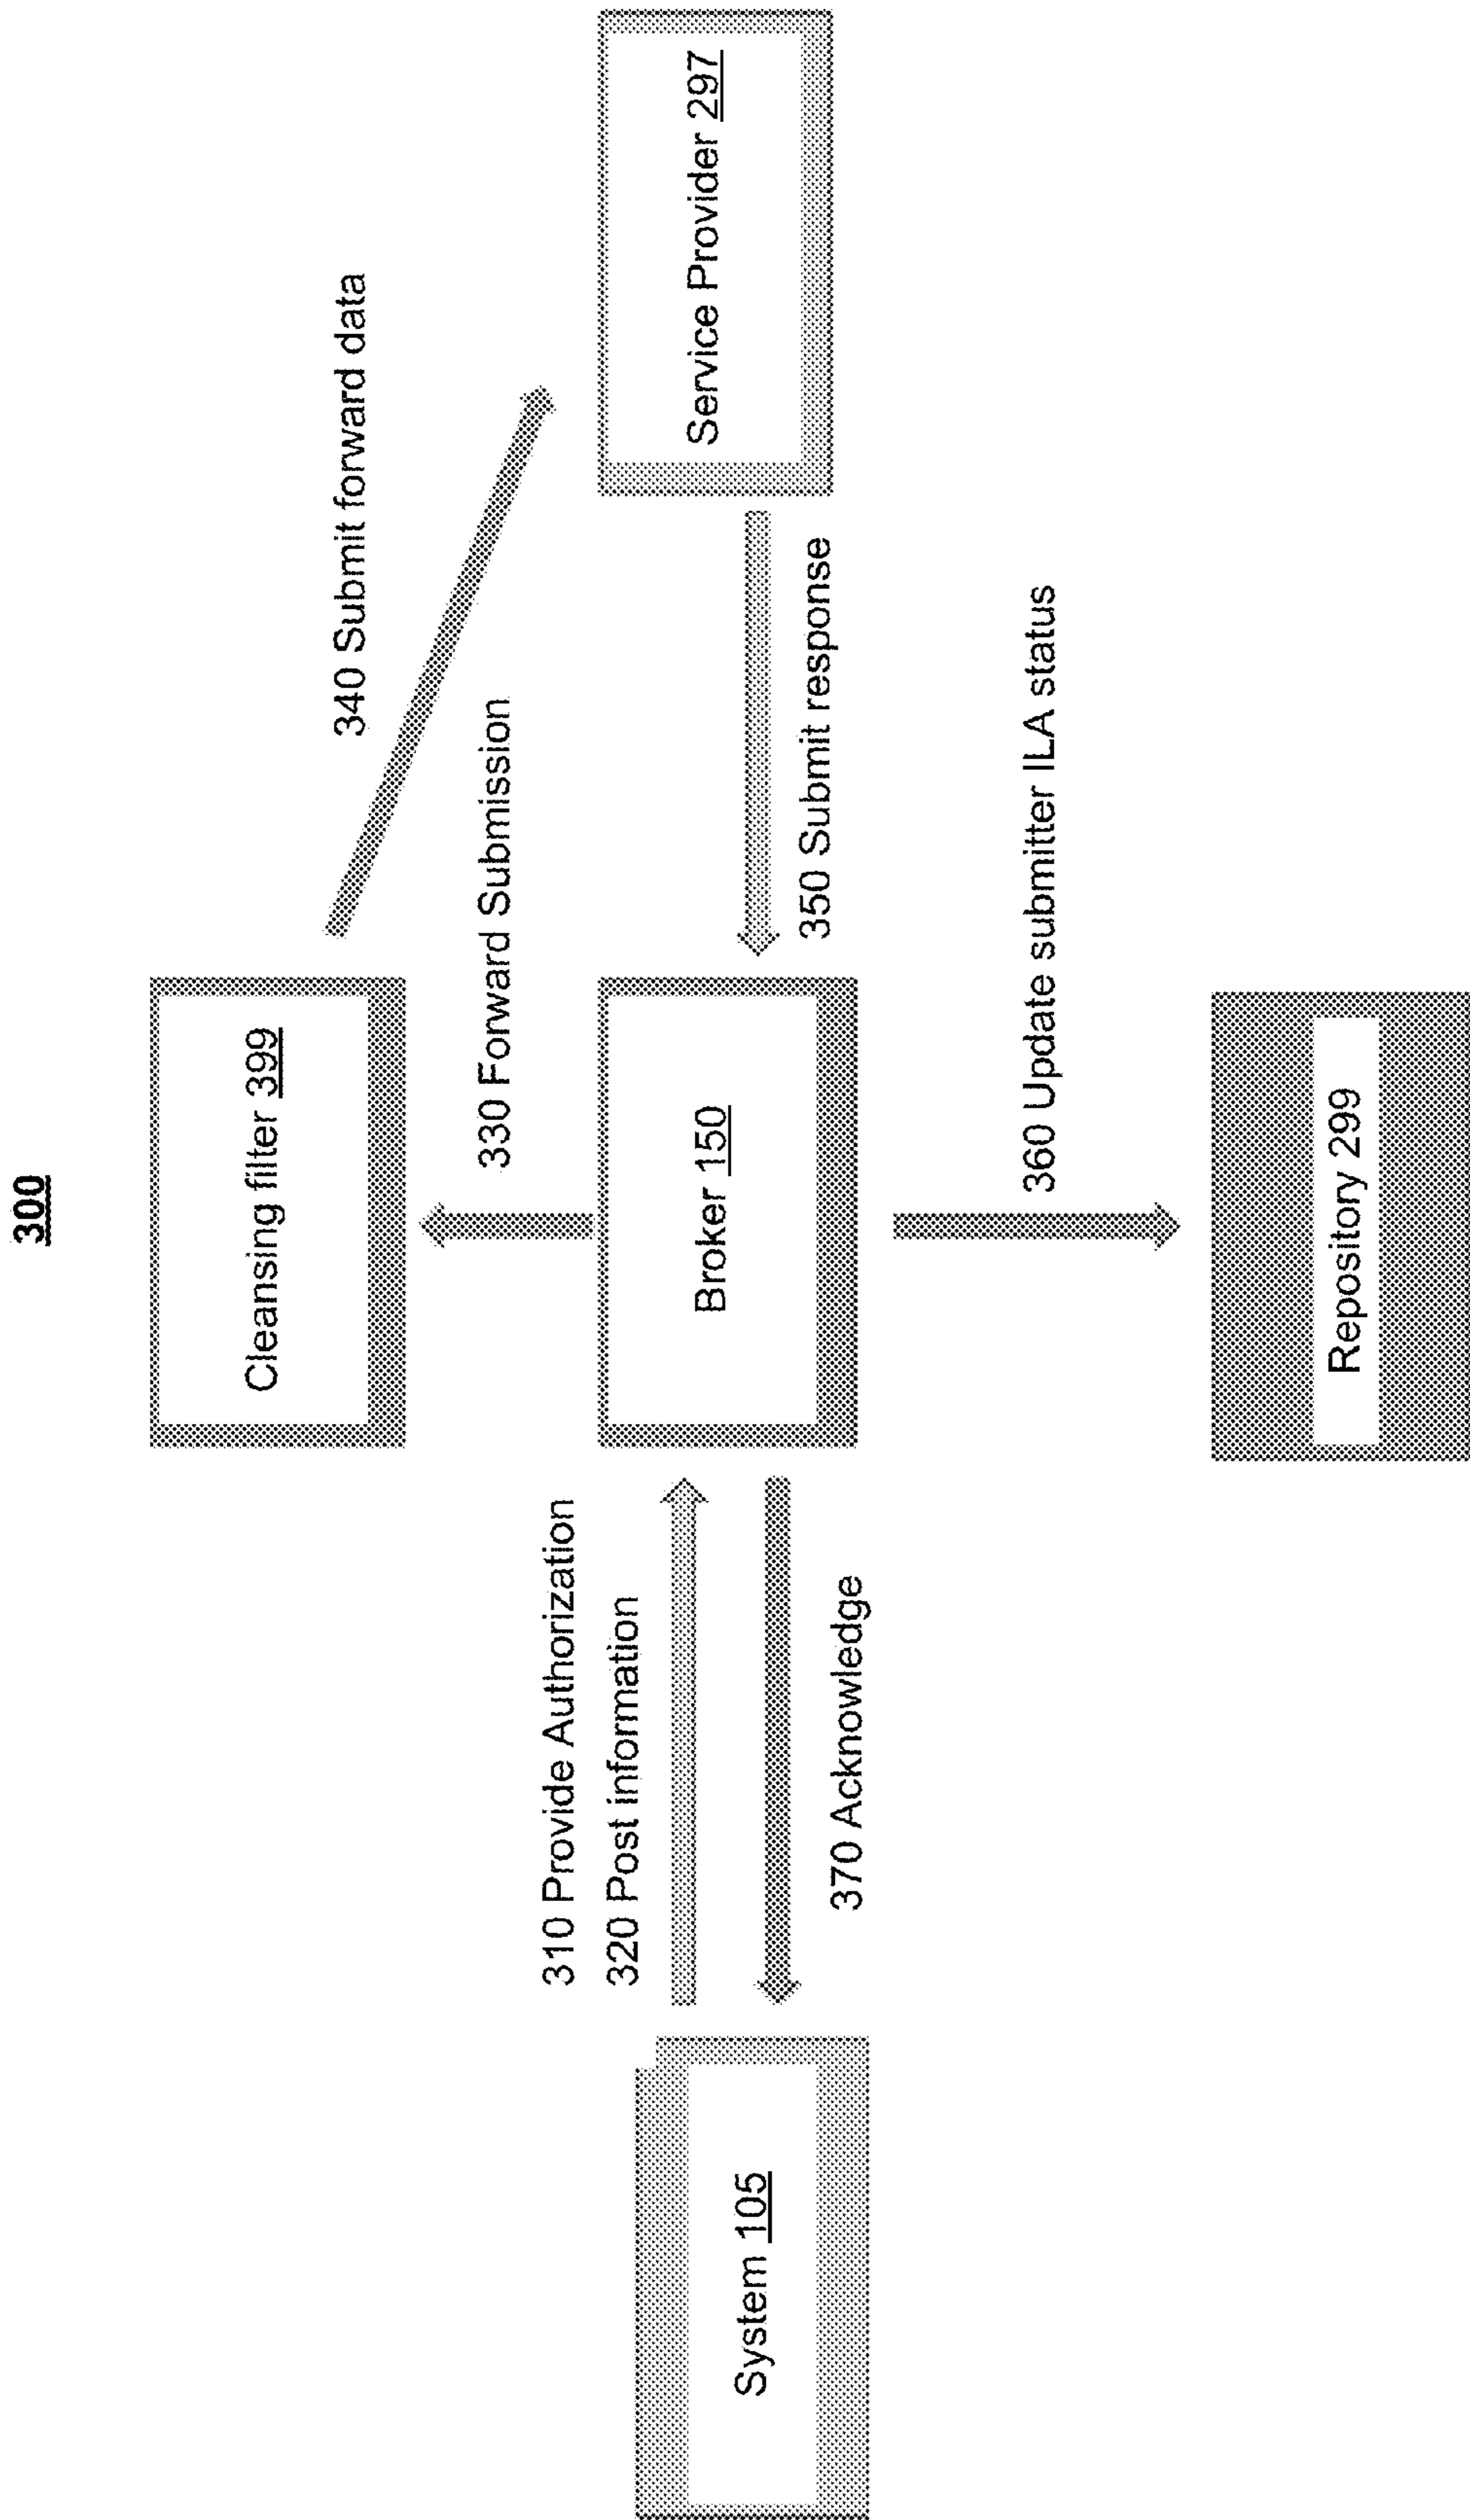 300
Cleansing filter 399
340 Submit forward data
330 Forward Submission
310 Provide Authorization
320 Post information
System 105
Broker 150
Service Provider 297
350 Submit response
370 Acknowledge
360 Update submitter ILA status
Repository 299